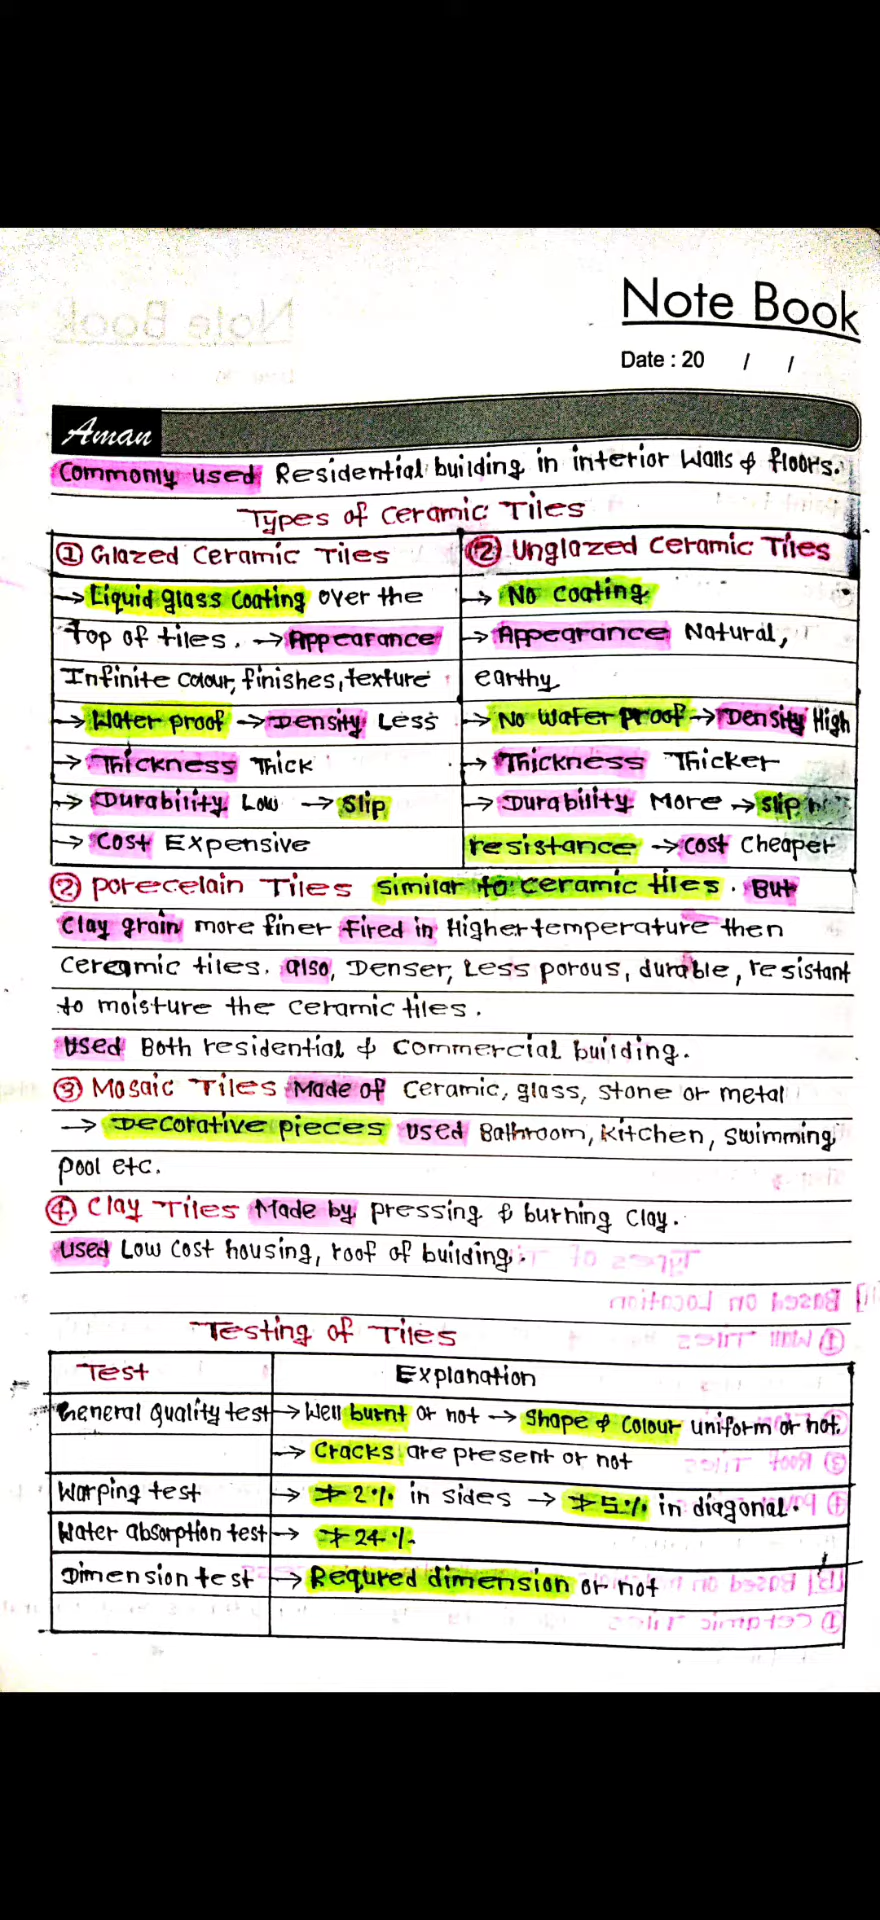 Note Book
Date : 20 / /
Aman
Commonly used Residential building in interior walls & floors.
Types of Ceramic Tiles
① Glazed Ceramic Tiles
→ Liquid glass coating over the
Top of tiles. → Appearance
Infinite colour, finishes, texture
→ Water proof → Density Less
→ Thickness Thick
→ Durability Low → Slip
→ Cost Expensive
② Unglazed Ceramic Tiles
→ No coating
→ Appearance Natural,
earthy
→ No water proof → Density High
→ Thickness Thicker
→ Durability More → slip
resistance → cost cheaper
② Porecelain Tiles similar to ceramic tiles. But
Clay grain more finer fired in Higher temperature then
ceramic tiles. also, Denser, Less porous, durable, resistant
to moisture the ceramic tiles.
Used Both residential & commercial building.
③ Mosaic Tiles Made of ceramic, glass, stone or metal
→ Decorative pieces used Bathroom, kitchen, swimming
pool etc.
④ Clay Tiles Made by pressing & burning clay.
Used Low cost housing, roof of building.
Testing of Tiles
Test Explanation
General quality test → Well burnt or not → Shape & colour uniform or not.
→ Cracks are present or not
Warping test → ≯ 2% in sides → ≯ 5% in diagonal.
Water absorption test → ≯ 24 %
Dimension test → Requred dimension or not